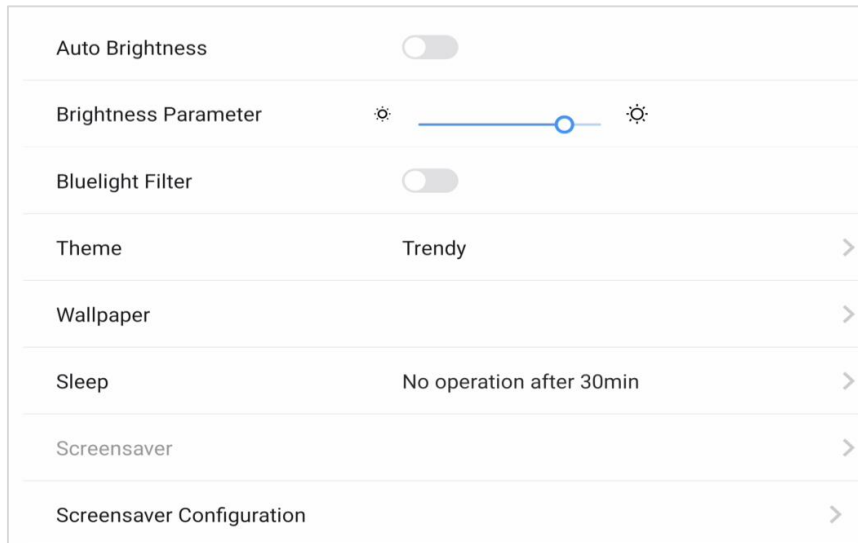 Auto Brightness
Brightness Parameter
Bluelight Filter
Theme Trendy
Wallpaper
Sleep No operation after 30min
Screensaver
Screensaver Configuration